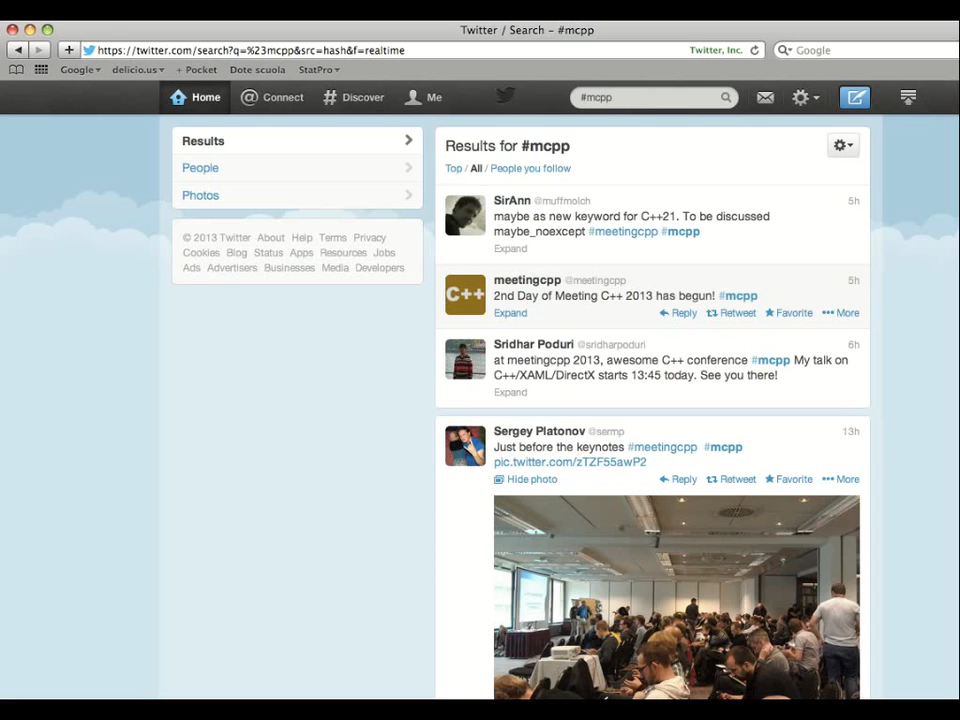 Twitter / Search – #mcpp
https://twitter.com/search?q=%23mcpp&src=hash&f=realtime
Twitter, Inc.
Google
Google
delicio.us
+ Pocket
Dote scuola
StatPro
Home
Connect
Discover
Me
#mcpp
Results
People
Photos
© 2013 Twitter About Help Terms Privacy
Cookies Blog Status Apps Resources Jobs
Ads Advertisers Businesses Media Developers
Results for #mcpp
Top / All / People you follow
SirAnn @muffmolch 5h
maybe as new keyword for C++21. To be discussed
maybe_noexcept #meetingcpp #mcpp
Expand
C++
meetingcpp @meetingcpp 5h
2nd Day of Meeting C++ 2013 has begun! #mcpp
Expand Reply Retweet Favorite More
Sridhar Poduri @sridharpoduri 6h
at meetingcpp 2013, awesome C++ conference #mcpp My talk on
C++/XAML/DirectX starts 13:45 today. See you there!
Expand
Sergey Platonov @sermp 13h
Just before the keynotes #meetingcpp #mcpp
pic.twitter.com/zTZF55awP2
Hide photo Reply Retweet Favorite More